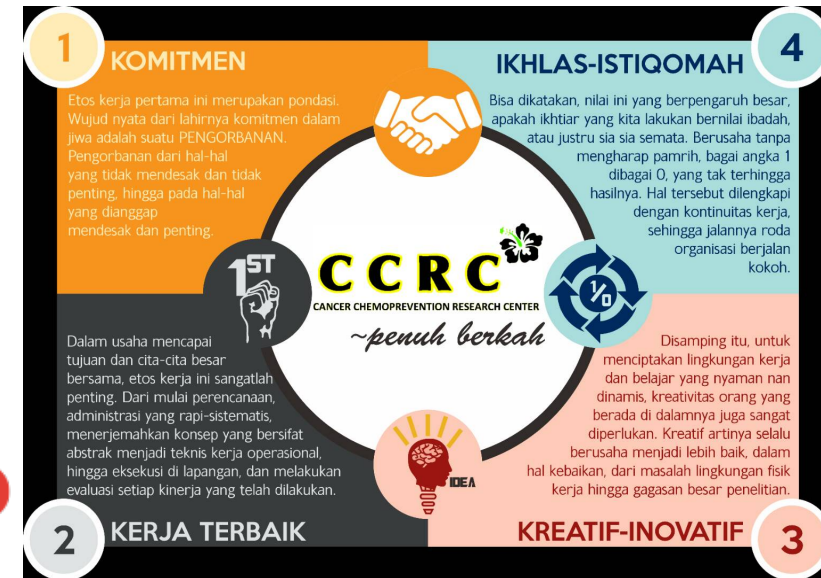 1
KOMITMEN
Etos kerja pertama ini merupakan pondasi.
Wujud nyata dari lahirnya komitmen dalam
jiwa adalah suatu PENGORBANAN.
Pengorbanan dari hal-hal
yang tidak mendesak dan tidak
penting, hingga pada hal-hal
yang dianggap
mendesak dan penting.
4
IKHLAS-ISTIQOMAH
Bisa dikatakan, nilai ini yang berpengaruh besar,
apakah ikhtiar yang kita lakukan bernilai ibadah,
atau justru sia sia semata. Berusaha tanpa
mengharap pamrih, bagai angka 1
dibagi 0, yang tak terhingga
hasilnya. Hal tersebut dilengkapi
dengan kontinuitas kerja,
sehingga jalannya roda
organisasi berjalan
kokoh.
1ST
CCRC
CANCER CHEMOPREVENTION RESEARCH CENTER
~penuh berkah
1/0
Dalam usaha mencapai
tujuan dan cita-cita besar
bersama, etos kerja ini sangatlah
penting. Dari mulai perencanaan,
administrasi yang rapi-sistematis,
menerjemahkan konsep yang bersifat
abstrak menjadi teknis kerja operasional,
hingga eksekusi di lapangan, dan melakukan
evaluasi setiap kinerja yang telah dilakukan.
2
KERJA TERBAIK
IDEA
Disamping itu, untuk
menciptakan lingkungan kerja
dan belajar yang nyaman nan
dinamis, kreativitas orang yang
berada di dalamnya juga sangat
diperlukan. Kreatif artinya selalu
berusaha menjadi lebih baik, dalam
hal kebaikan, dari masalah lingkungan fisik
kerja hingga gagasan besar penelitian.
KREATIF-INOVATIF
3